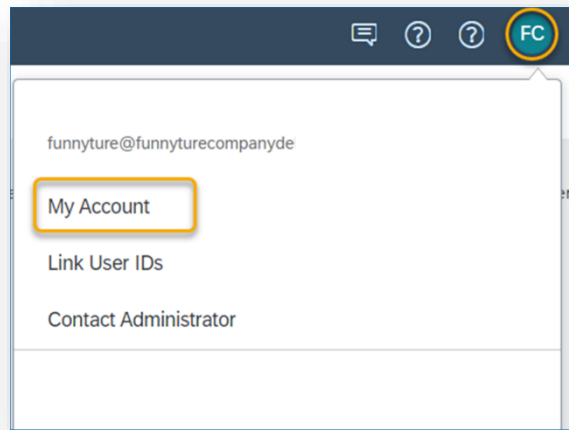 FC
funnyture@funnyturecompanyde
My Account
Link User IDs
Contact Administrator